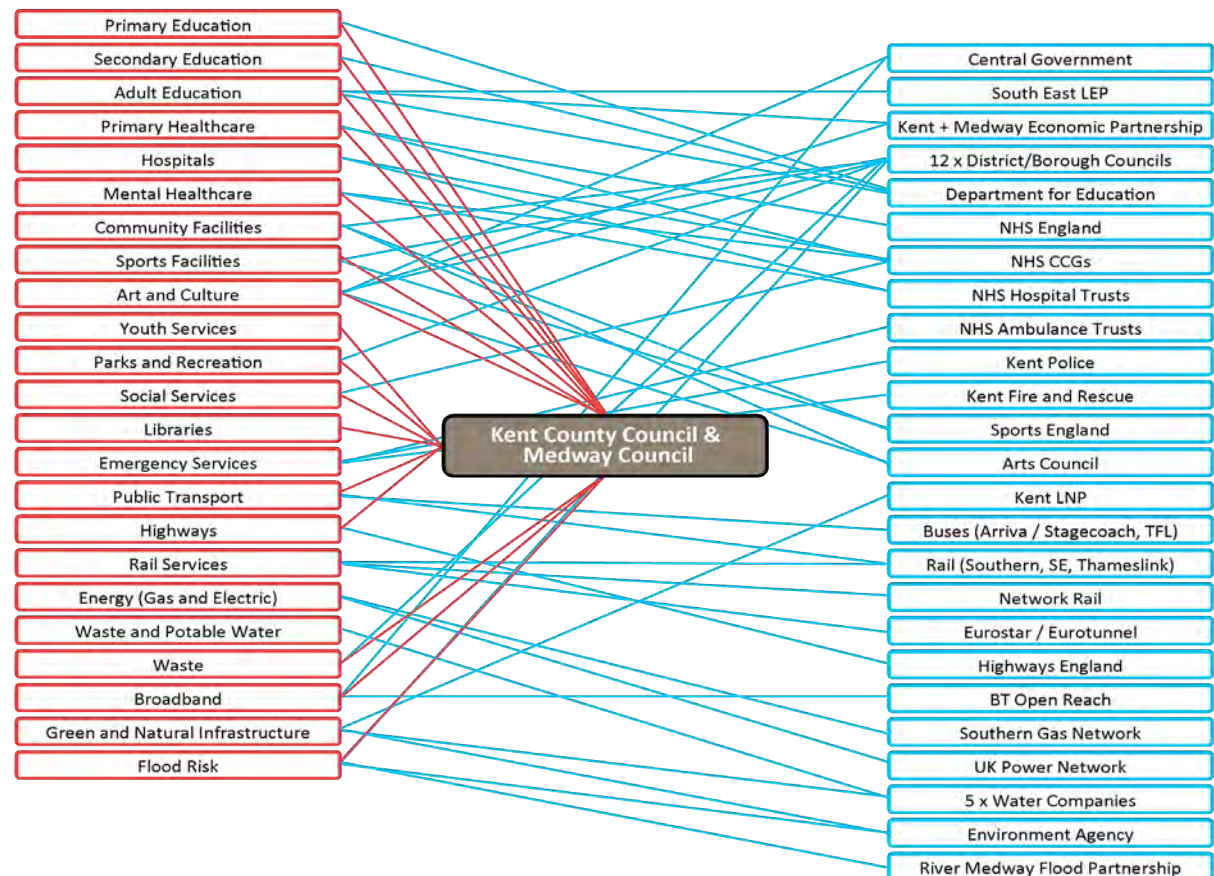 Primary Education
Secondary Education
Adult Education
Primary Healthcare
Hospitals
Mental Healthcare
Community Facilities
Sports Facilities
Art and Culture
Youth Services
Parks and Recreation
Social Services
Libraries
Emergency Services
Public Transport
Highways
Rail Services
Energy (Gas and Electric)
Waste and Potable Water
Waste
Broadband
Green and Natural Infrastructure
Flood Risk
Kent County Council &
Medway Council
Central Government
South East LEP
Kent + Medway Economic Partnership
12 x District/Borough Councils
Department for Education
NHS England
NHS CCGs
NHS Hospital Trusts
NHS Ambulance Trusts
Kent Police
Kent Fire and Rescue
Sports England
Arts Council
Kent LNP
Buses (Arriva / Stagecoach, TFL)
Rail (Southern, SE, Thameslink)
Network Rail
Eurostar / Eurotunnel
Highways England
BT Open Reach
Southern Gas Network
UK Power Network
5 x Water Companies
Environment Agency
River Medway Flood Partnership